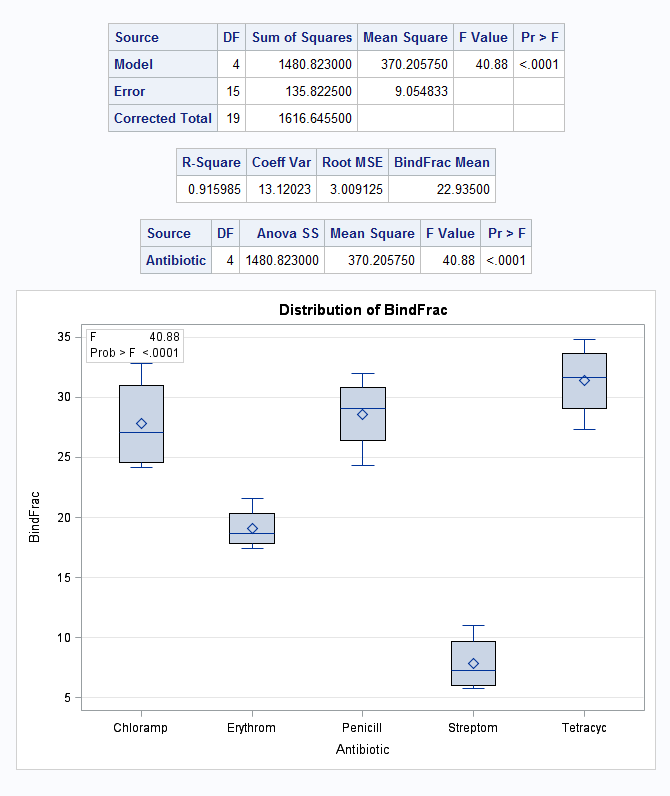 Source DF Sum of Squares Mean Square F Value Pr > F
Model 4 1480.823000 370.205750 40.88 <.0001
Error 15 135.822500 9.054833
Corrected Total 19 1616.645500
R-Square Coeff Var Root MSE BindFrac Mean
0.915985 13.12023 3.009125 22.93500
Source DF Anova SS Mean Square F Value Pr > F
Antibiotic 4 1480.823000 370.205750 40.88 <.0001
Distribution of BindFrac
F 40.88
Prob > F <.0001
35
30
25
20
15
10
5
BindFrac
Chloramp Erythrom Penicill Streptom Tetracyc
Antibiotic